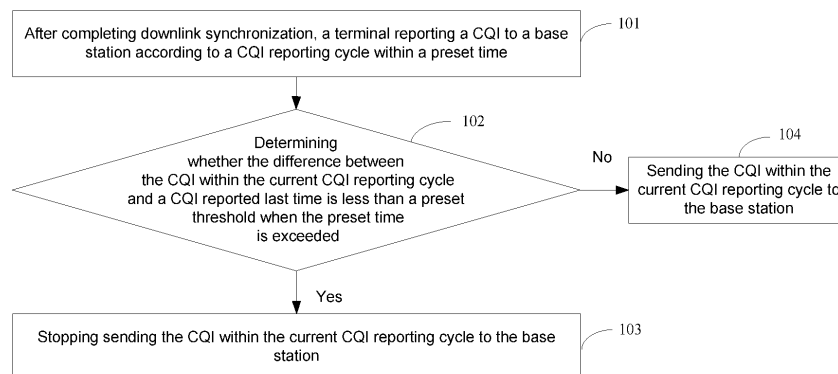 After completing downlink synchronization, a terminal reporting a CQI to a base
station according to a CQI reporting cycle within a preset time
101
102
Determining
whether the difference between
the CQI within the current CQI reporting cycle
and a CQI reported last time is less than a preset
threshold when the preset time
is exceeded
No
104
Sending the CQI within the
current CQI reporting cycle to
the base station
Yes
Stopping sending the CQI within the current CQI reporting cycle to the base
station
103